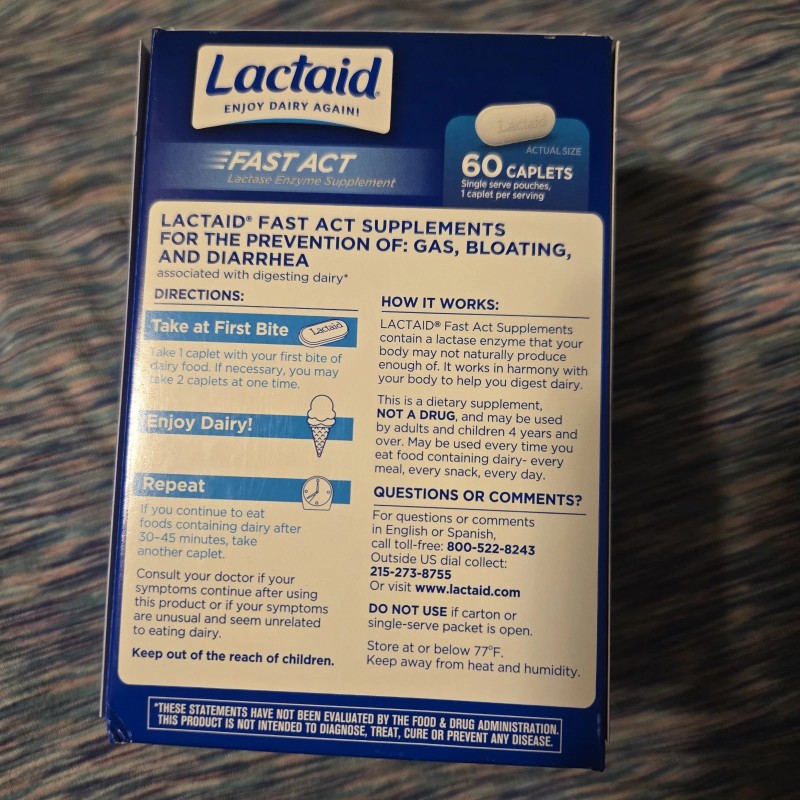 Lactaid®
ENJOY DAIRY AGAIN!
FAST ACT
Lactase Enzyme Supplement
Lactaid
ACTUAL SIZE
60 CAPLETS
Single serve pouches,
1 caplet per serving
LACTAID® FAST ACT SUPPLEMENTS
FOR THE PREVENTION OF: GAS, BLOATING,
AND DIARRHEA
associated with digesting dairy*
DIRECTIONS:
Take at First Bite
Lactaid
Take 1 caplet with your first bite of
dairy food. If necessary, you may
take 2 caplets at one time.
Enjoy Dairy!
Repeat
If you continue to eat
foods containing dairy after
30-45 minutes, take
another caplet.
Consult your doctor if your
symptoms continue after using
this product or if your symptoms
are unusual and seem unrelated
to eating dairy.
Keep out of the reach of children.
HOW IT WORKS:
LACTAID® Fast Act Supplements
contain a lactase enzyme that your
body may not naturally produce
enough of. It works in harmony with
your body to help you digest dairy.
This is a dietary supplement,
NOT A DRUG, and may be used
by adults and children 4 years and
over. May be used every time you
eat food containing dairy- every
meal, every snack, every day.
QUESTIONS OR COMMENTS?
For questions or comments
in English or Spanish,
call toll-free: 800-522-8243
Outside US dial collect:
215-273-8755
Or visit www.lactaid.com
DO NOT USE if carton or
single-serve packet is open.
Store at or below 77°F.
Keep away from heat and humidity.
*THESE STATEMENTS HAVE NOT BEEN EVALUATED BY THE FOOD & DRUG ADMINISTRATION.
THIS PRODUCT IS NOT INTENDED TO DIAGNOSE, TREAT, CURE OR PREVENT ANY DISEASE.